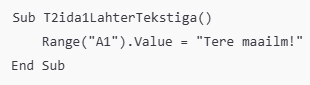 Sub T2ida1LahterTekstiga()
    Range("A1").Value = "Tere maailm!"
End Sub